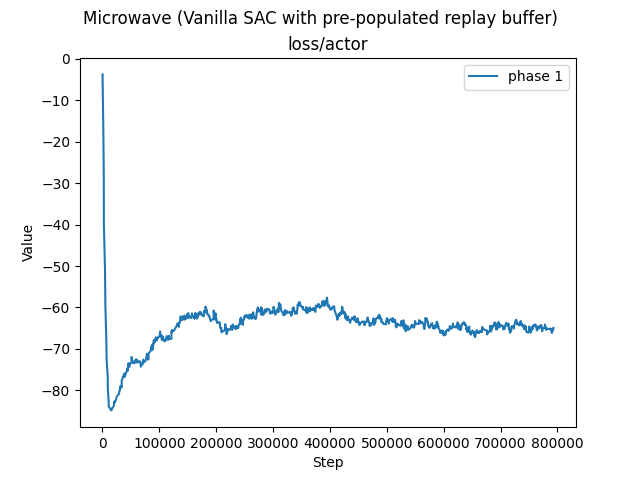 Microwave (Vanilla SAC with pre-populated replay buffer)
loss/actor
phase 1
Value
0
−10
−20
−30
−40
−50
−60
−70
−80
0 100000 200000 300000 400000 500000 600000 700000 800000
Step